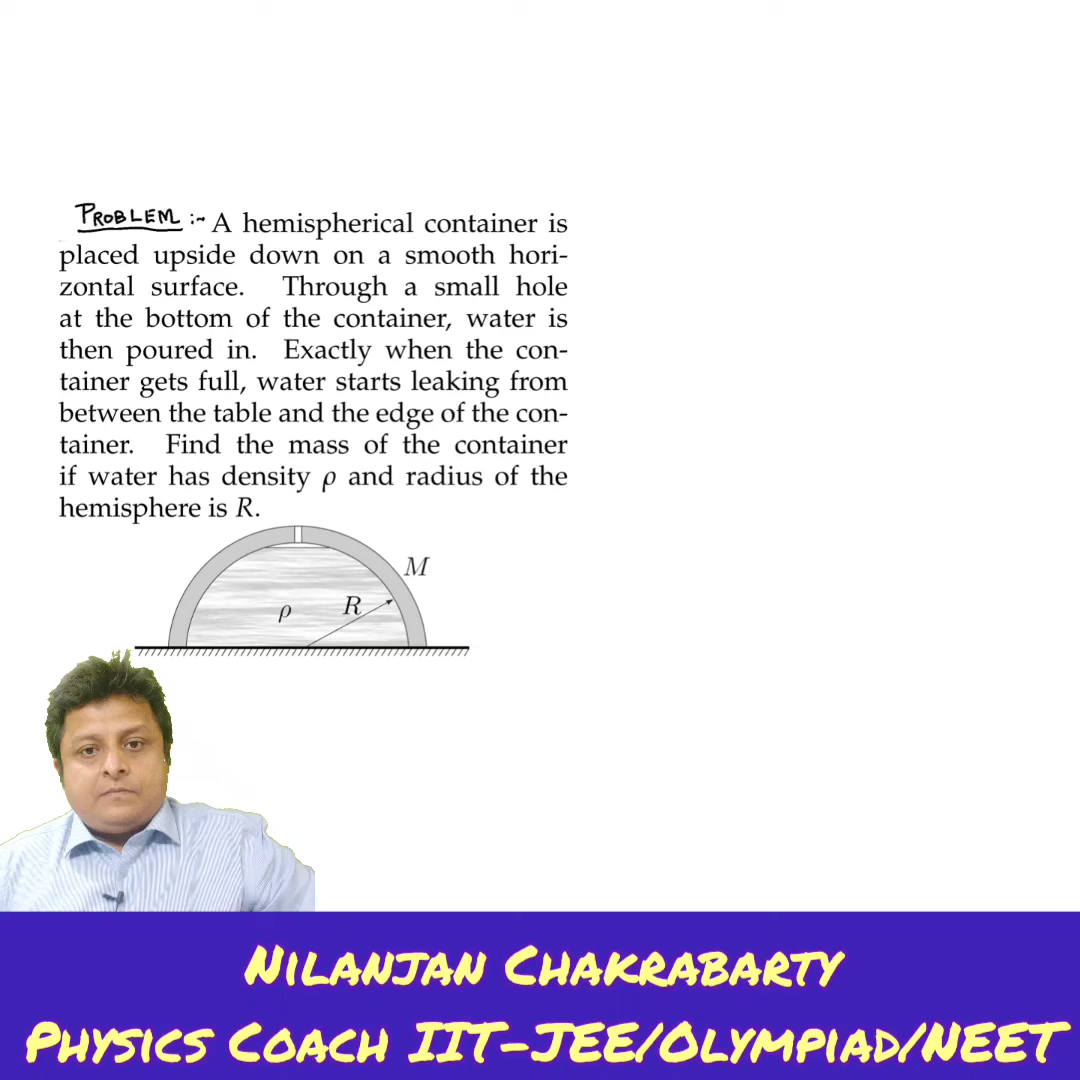 PROBLEM :- A hemispherical container is
placed upside down on a smooth hori-
zontal surface. Through a small hole
at the bottom of the container, water is
then poured in. Exactly when the con-
tainer gets full, water starts leaking from
between the table and the edge of the con-
tainer. Find the mass of the container
if water has density ρ and radius of the
hemisphere is R.
M
R
ρ
Nilanjan Chakrabarty
Physics Coach IIT-JEE/Olympiad/NEET